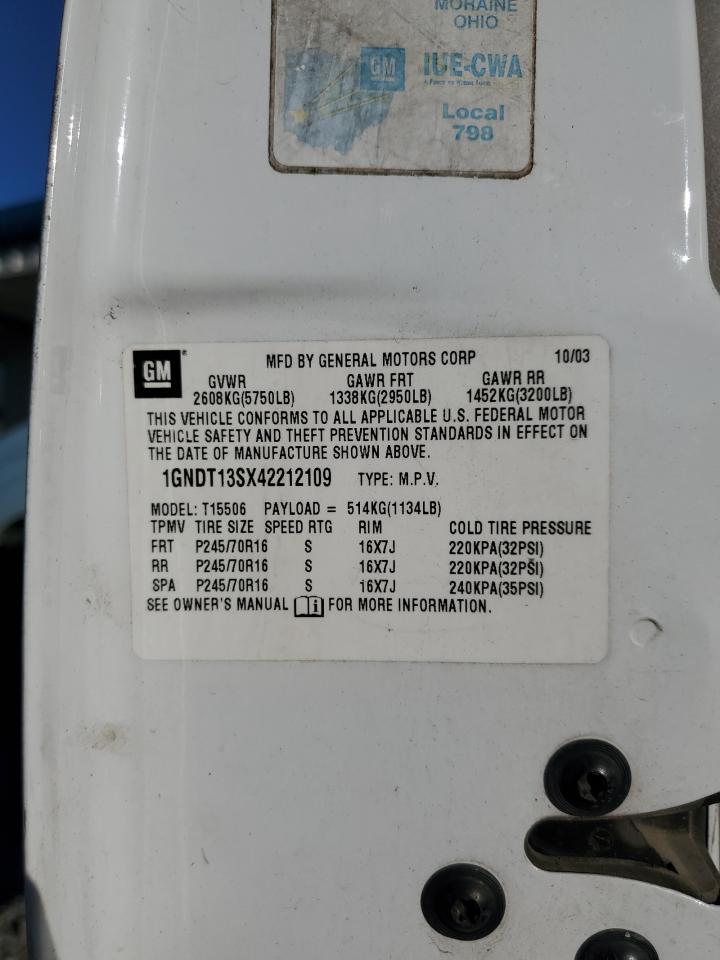 MORAINE
OHIO
GM IUE-CWA
Local
798
GM MFD BY GENERAL MOTORS CORP 10/03
GVWR GAWR FRT GAWR RR
2608KG(5750LB) 1338KG(2950LB) 1452KG(3200LB)
THIS VEHICLE CONFORMS TO ALL APPLICABLE U.S. FEDERAL MOTOR
VEHICLE SAFETY AND THEFT PREVENTION STANDARDS IN EFFECT ON
THE DATE OF MANUFACTURE SHOWN ABOVE.
1GNDT13SX42212109 TYPE: M.P.V.
MODEL: T15506 PAYLOAD = 514KG(1134LB)
TPMV TIRE SIZE SPEED RTG RIM COLD TIRE PRESSURE
FRT P245/70R16 S 16X7J 220KPA(32PSI)
RR P245/70R16 S 16X7J 220KPA(32PSI)
SPA P245/70R16 S 16X7J 240KPA(35PSI)
SEE OWNER'S MANUAL FOR MORE INFORMATION.